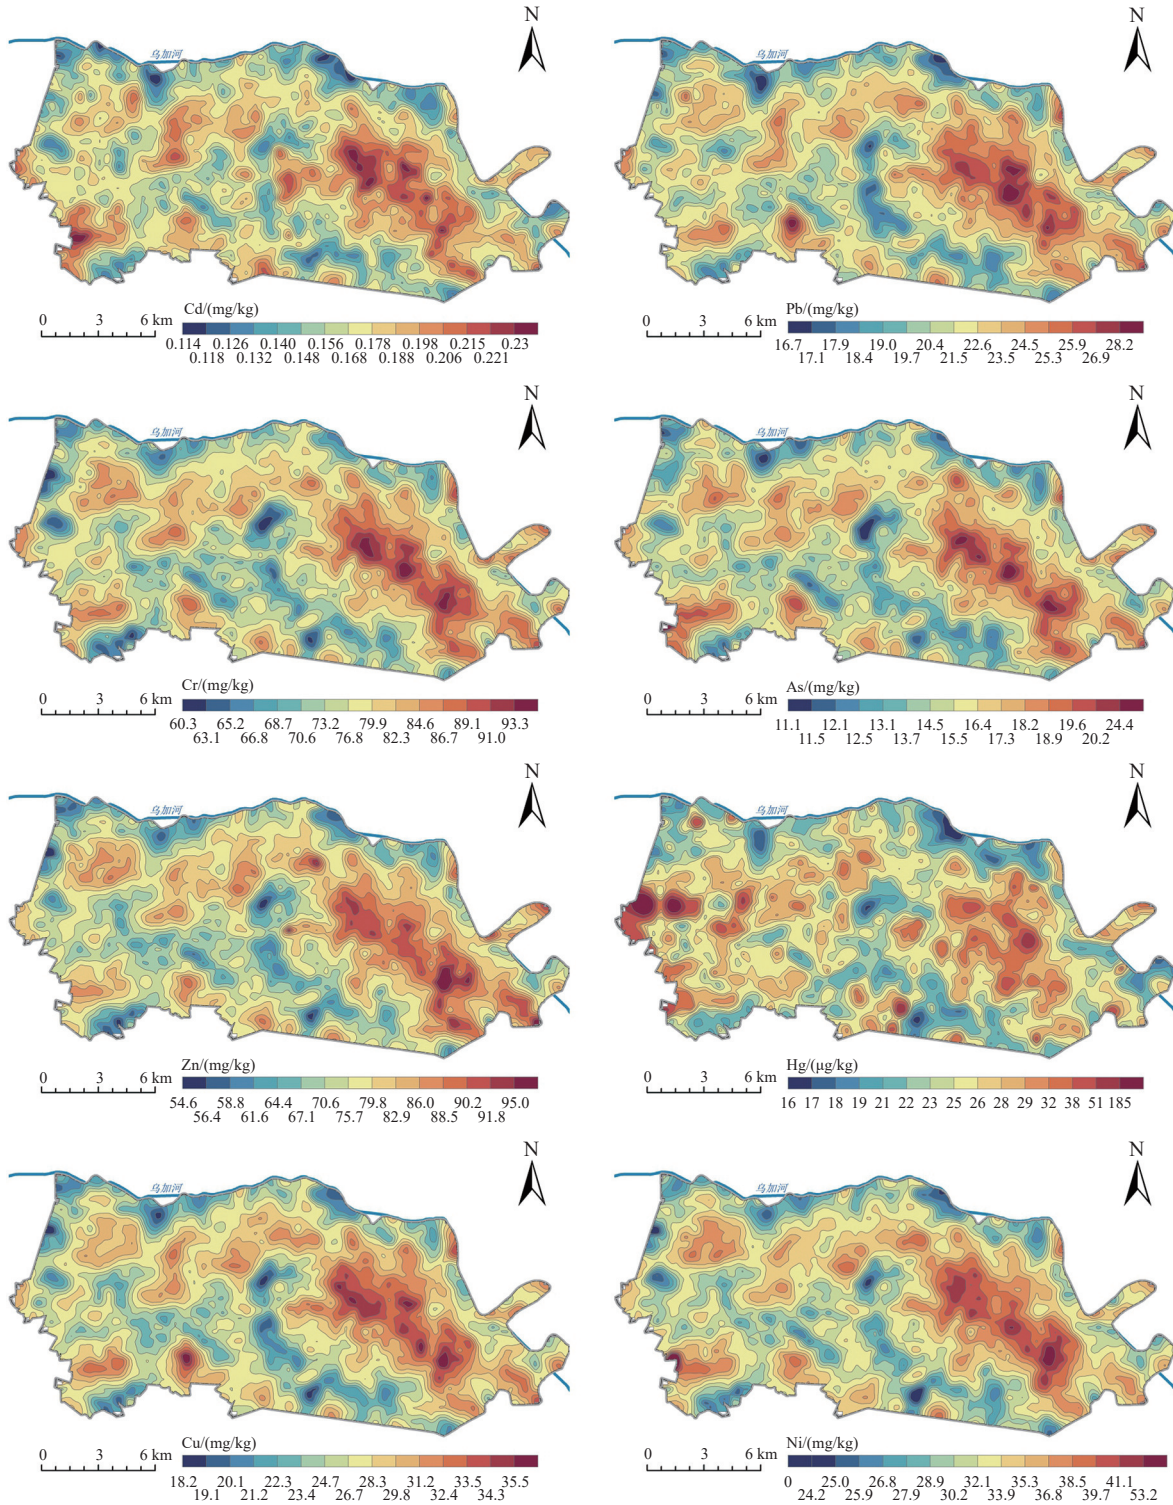 N
N
乌加河
乌加河
Cd/(mg/kg)
0 3 6 km
0.114 0.126 0.140 0.156 0.178 0.198 0.215 0.23
0.118 0.132 0.148 0.168 0.188 0.206 0.221
Pb/(mg/kg)
0 3 6 km
16.7 17.9 19.0 20.4 22.6 24.5 25.9 28.2
17.1 18.4 19.7 21.5 23.5 25.3 26.9
N
N
乌加河
乌加河
Cr/(mg/kg)
0 3 6 km
60.3 65.2 68.7 73.2 79.9 84.6 89.1 93.3
63.1 66.8 70.6 76.8 82.3 86.7 91.0
As/(mg/kg)
0 3 6 km
11.1 12.1 13.1 14.5 16.4 18.2 19.6 24.4
11.5 12.5 13.7 15.5 17.3 18.9 20.2
N
N
乌加河
乌加河
Zn/(mg/kg)
0 3 6 km
54.6 58.8 64.4 70.6 79.8 86.0 90.2 95.0
56.4 61.6 67.1 75.7 82.9 88.5 91.8
Hg/(μg/kg)
0 3 6 km
16 17 18 19 21 22 23 25 26 28 29 32 38 51 185
N
N
乌加河
乌加河
Cu/(mg/kg)
0 3 6 km
18.2 20.1 22.3 24.7 28.3 31.2 33.5 35.5
19.1 21.2 23.4 26.7 29.8 32.4 34.3
Ni/(mg/kg)
0 3 6 km
0 25.0 26.8 28.9 32.1 35.3 38.5 41.1
24.2 25.9 27.9 30.2 33.9 36.8 39.7 53.2